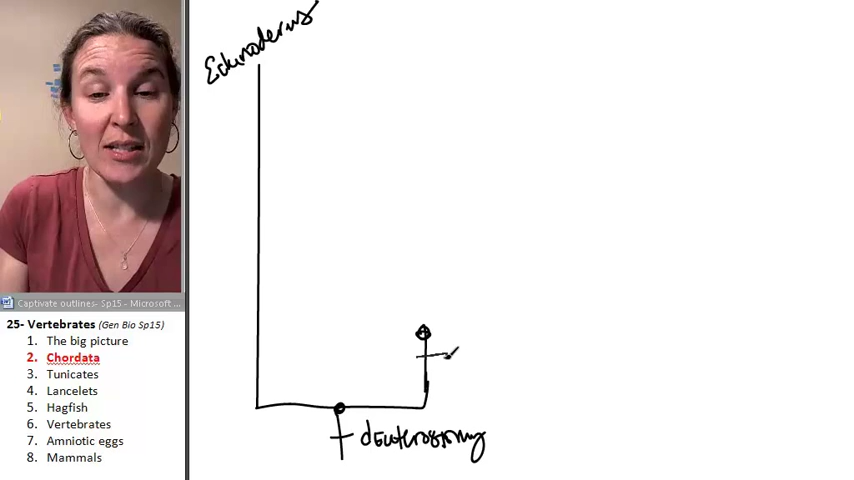 Echinoderms
deuterostomy
Captivate outlines- Sp15 - Microsoft ...
25- Vertebrates (Gen Bio Sp15)
1. The big picture
2. Chordata
3. Tunicates
4. Lancelets
5. Hagfish
6. Vertebrates
7. Amniotic eggs
8. Mammals